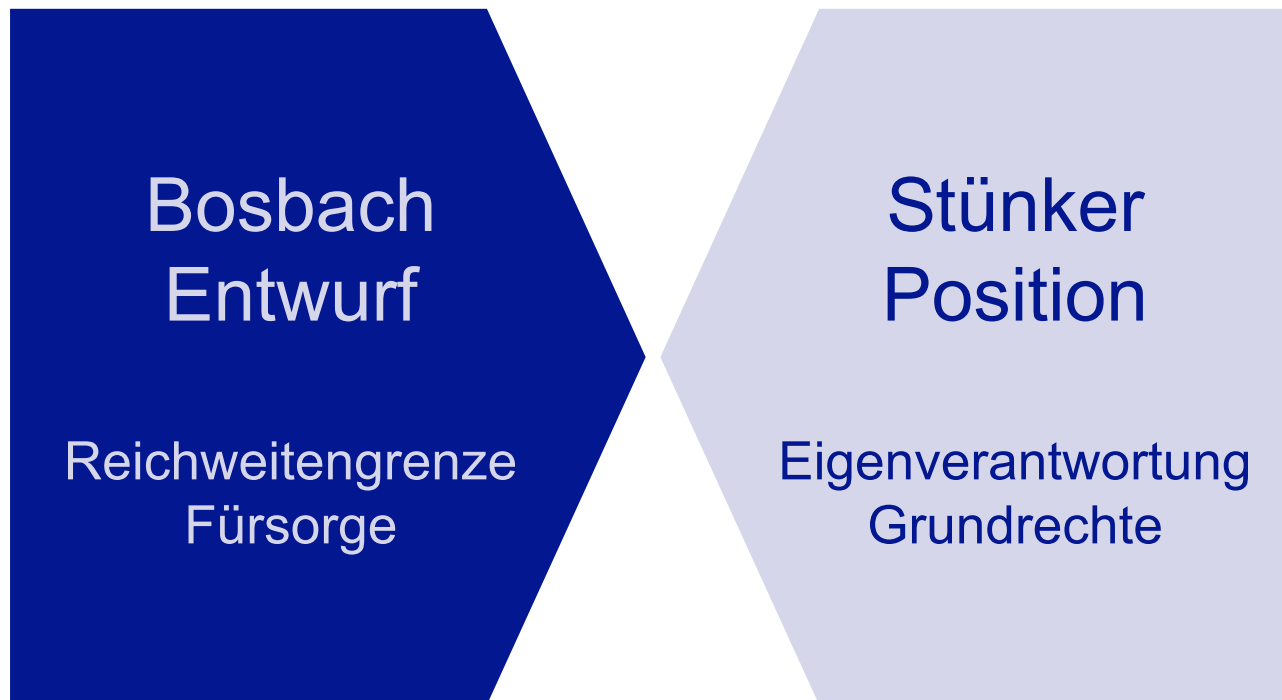 Bosbach
Entwurf
Reichweitengrenze
Fürsorge
Stünker
Position
Eigenverantwortung
Grundrechte